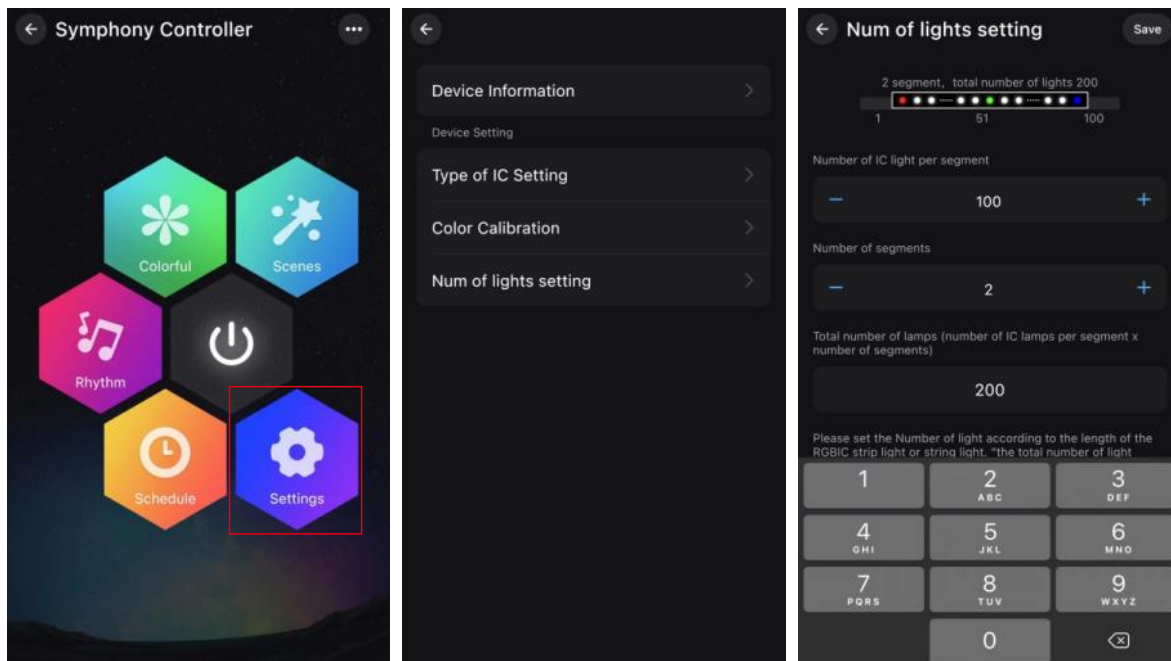 Symphony Controller
Colorful
Scenes
Rhythm
Schedule
Settings
Device Information
Device Setting
Type of IC Setting
Color Calibration
Num of lights setting
Num of lights setting
Save
2 segment, total number of lights 200
1 51 100
Number of IC light per segment
− 100 +
Number of segments
− 2 +
Total number of lamps (number of IC lamps per segment x
number of segments)
200
Please set the Number of light according to the length of the
RGBIC strip light or string light. "the total number of light
1 2 3
ABC DEF
4 5 6
GHI JKL MNO
7 8 9
PQRS TUV WXYZ
0